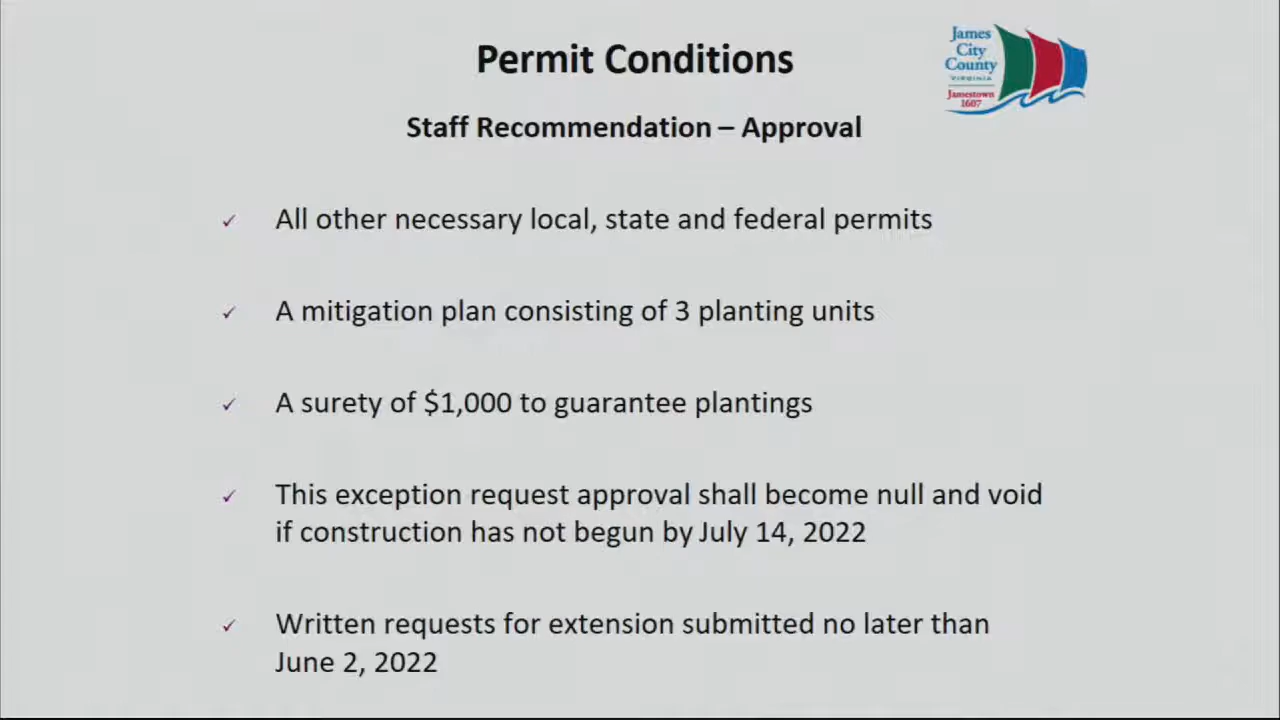 Permit Conditions
James
City
County
VIRGINIA
Jamestown
1607
Staff Recommendation – Approval
✓ All other necessary local, state and federal permits
✓ A mitigation plan consisting of 3 planting units
✓ A surety of $1,000 to guarantee plantings
✓ This exception request approval shall become null and void
if construction has not begun by July 14, 2022
✓ Written requests for extension submitted no later than
June 2, 2022